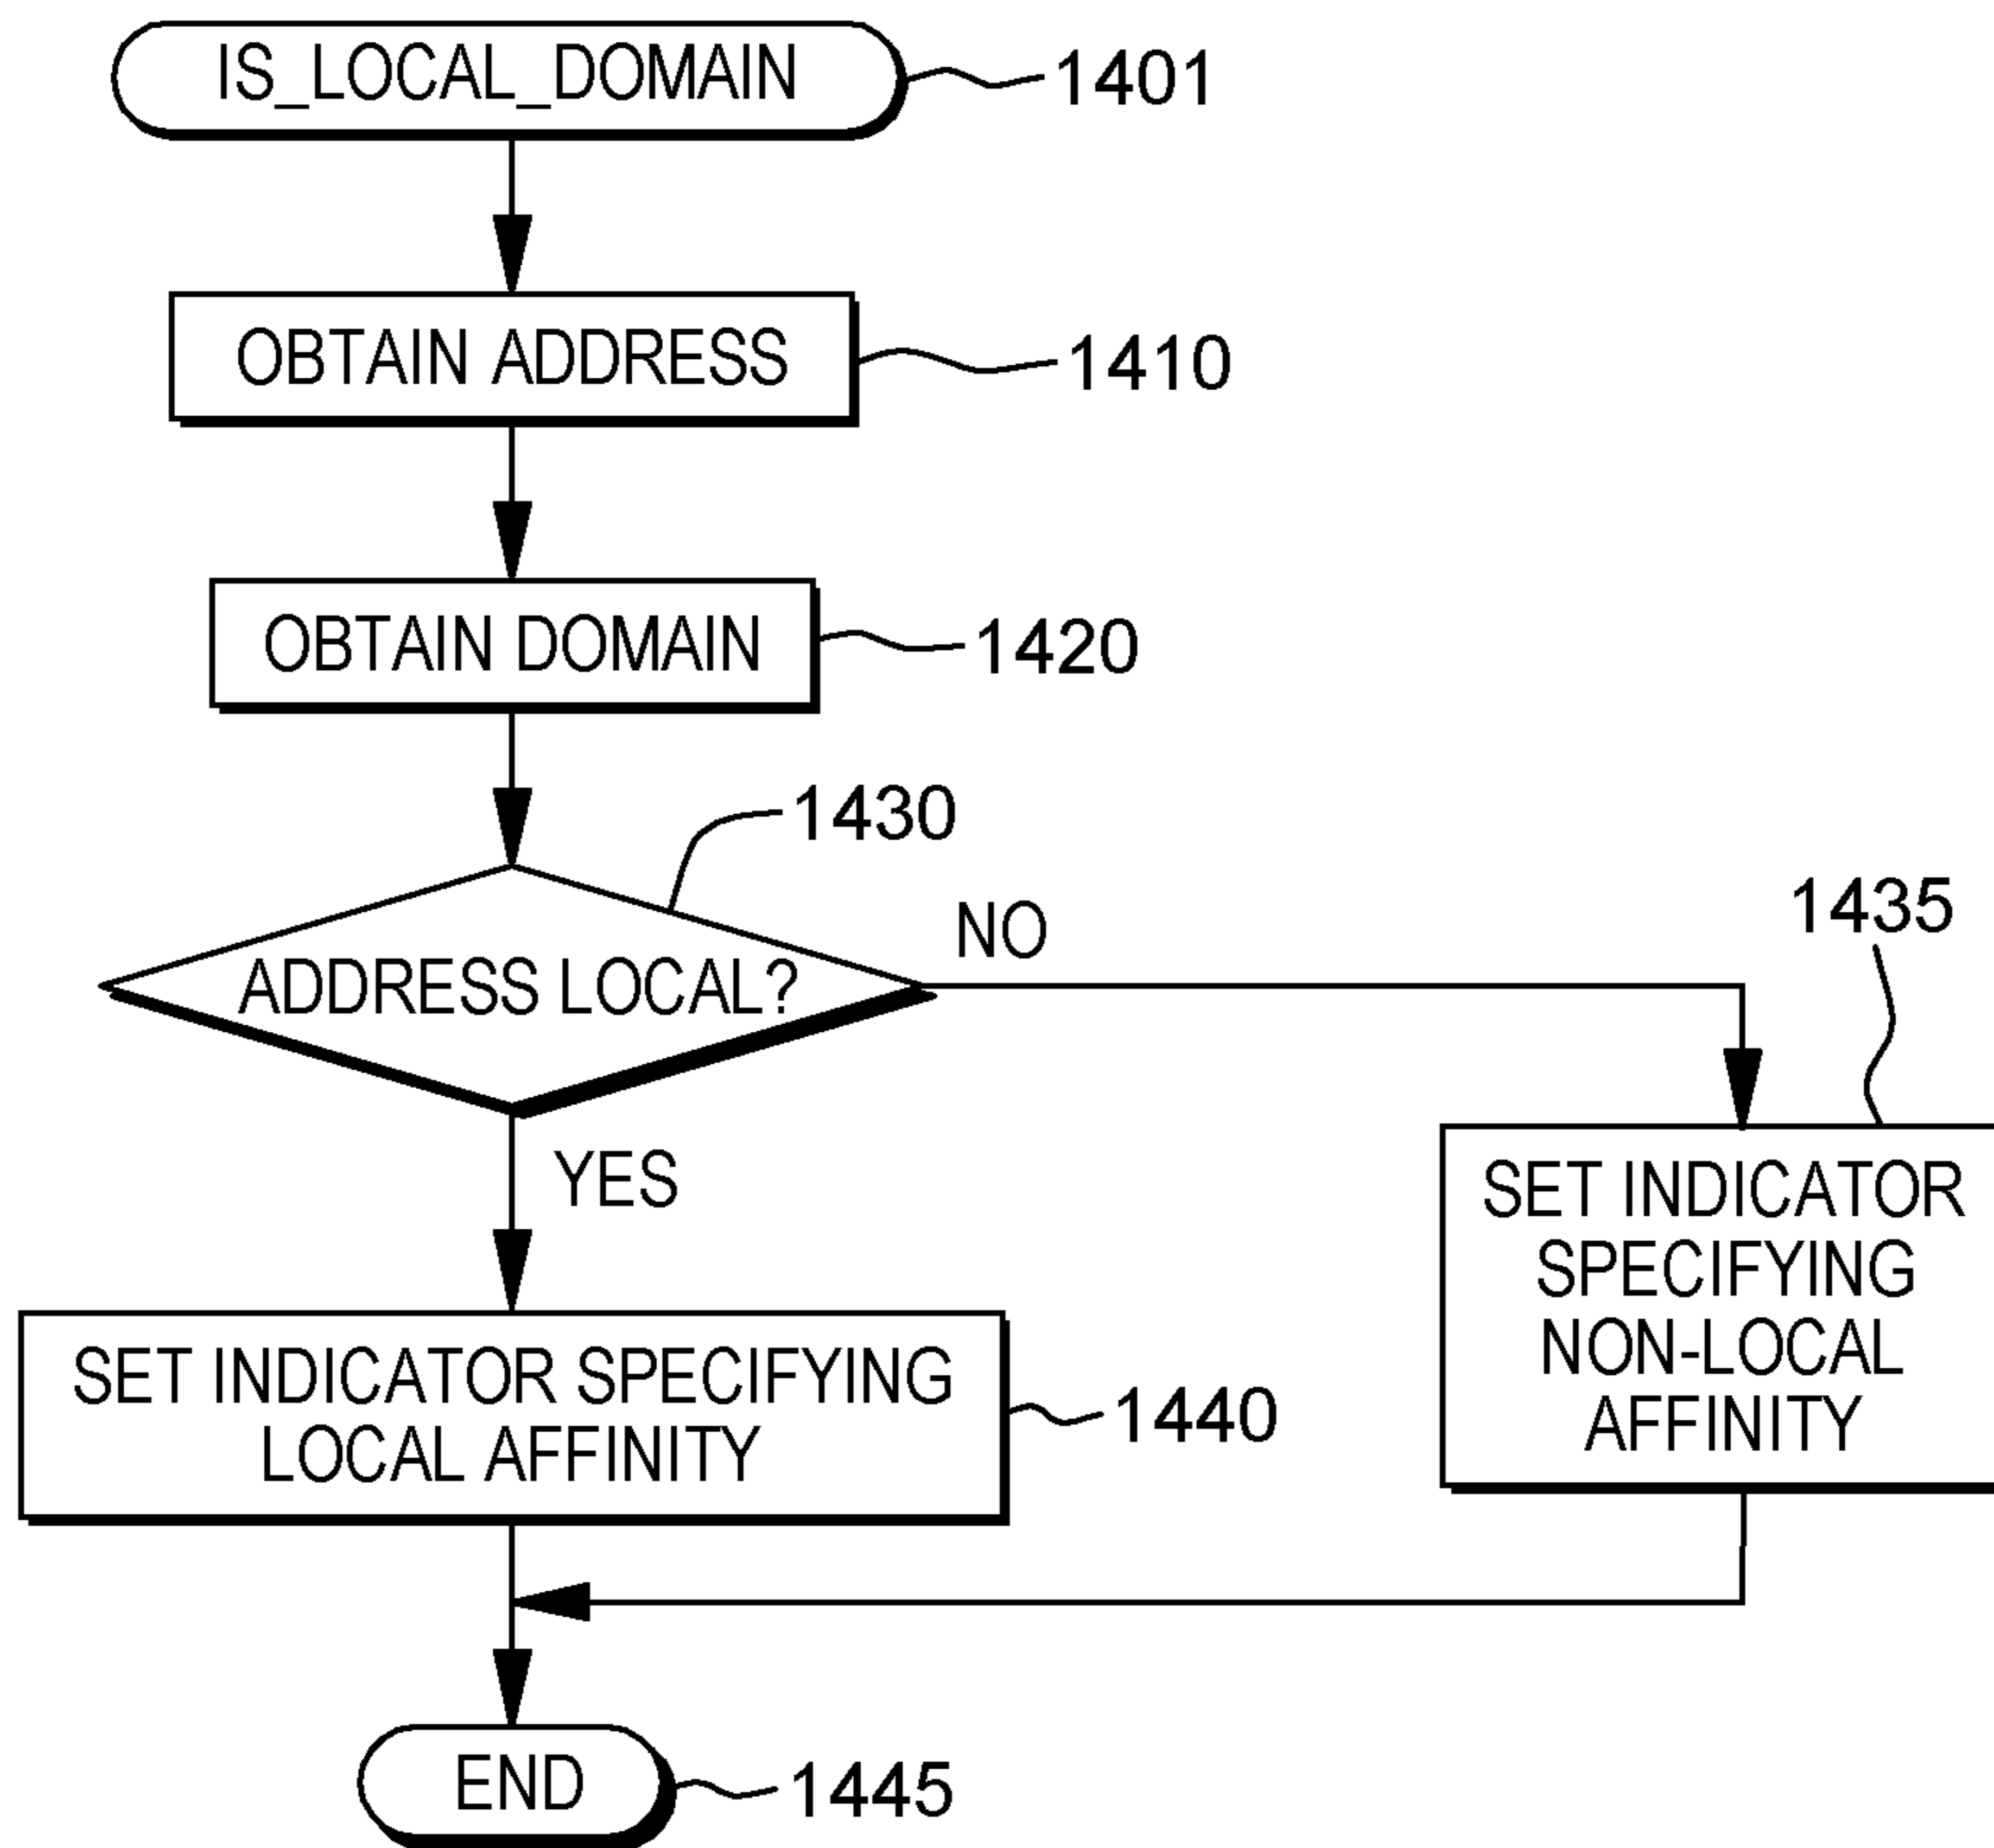 IS_LOCAL_DOMAIN
1401
OBTAIN ADDRESS
1410
OBTAIN DOMAIN
1420
1430
ADDRESS LOCAL?
NO
1435
YES
SET INDICATOR
SPECIFYING
NON-LOCAL
AFFINITY
SET INDICATOR SPECIFYING
LOCAL AFFINITY
1440
END
1445